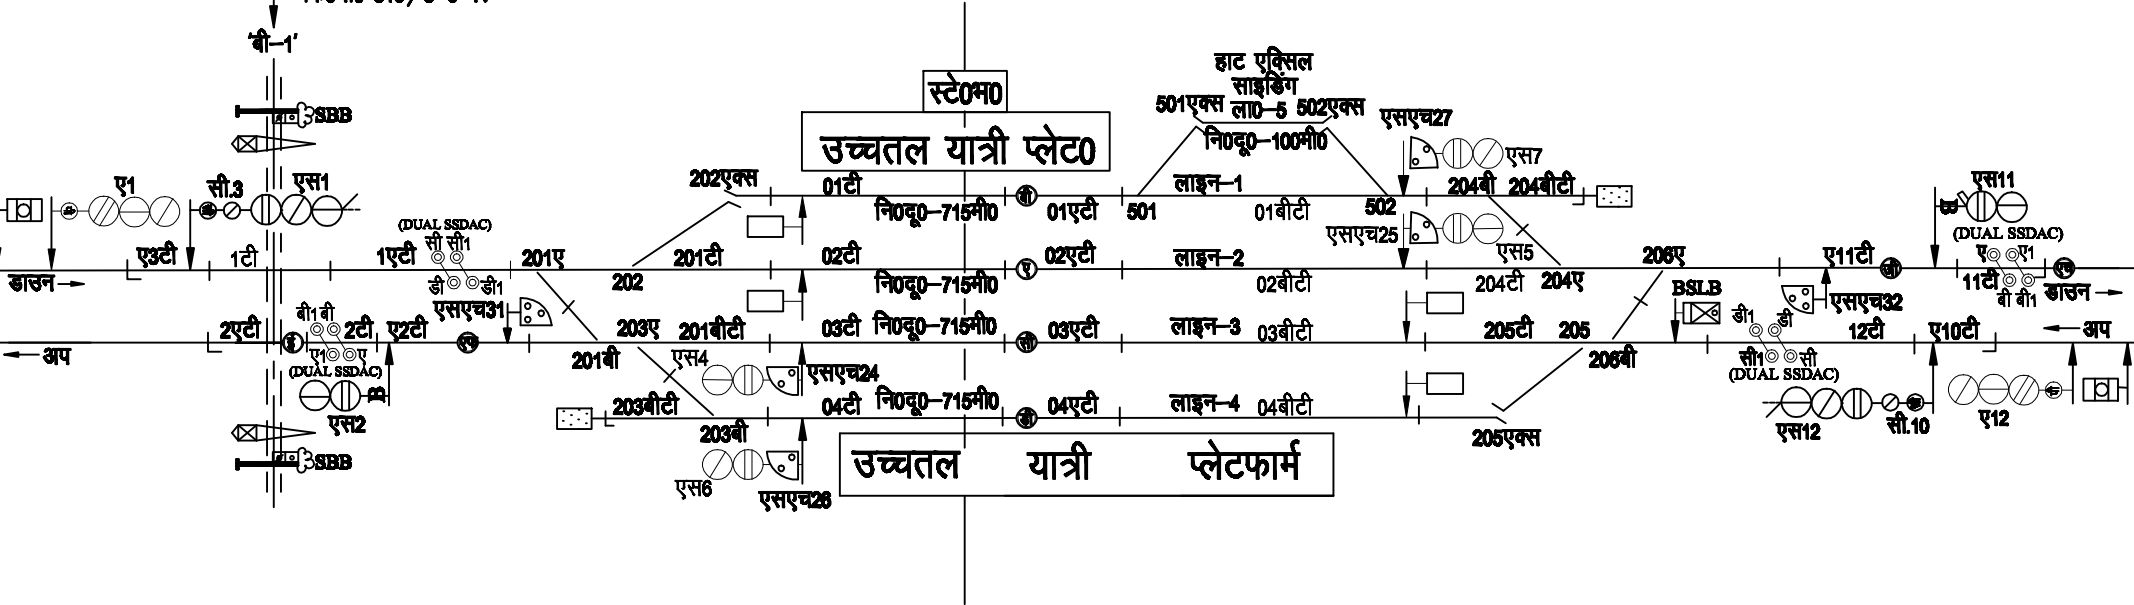 'बी-1'
SBB
स्टे0भ0
उच्चतल यात्री प्लेट0
हाट एक्सिल
साइडिंग
501एक्स ला0-5 502एक्स
नि0दू0-100मी0
एसएच27
एस7
ए1
सी.3
एस1
202एक्स
01टी
नि0दू0-715मी0
बी
01एटी
501
लाइन-1
01बीटी
502
204बी
204बीटी
एस11
B
(DUAL SSDAC)
ए ए1
बी बी1
डाउन
ए3टी
1टी
1एटी
(DUAL SSDAC)
सी सी1
डी डी1
201ए
202
201टी
02टी
नि0दू0-715मी0
ए
02एटी
लाइन-2
02बीटी
एसएच25
एस5
204टी
204ए
206ए
ए11टी
जी
11टी
एच
डाउन
एसएच31
BSLB
एसएच32
2एटी
ई
बी1 बी
2टी
ए1 ए
(DUAL SSDAC)
ए2टी
एफ
201बी
203ए
201बीटी
03टी
नि0दू0-715मी0
सी
03एटी
लाइन-3
03बीटी
205टी
205
206बी
डी1 डी
सी1 सी
(DUAL SSDAC)
12टी
ए10टी
अप
अप
एस2
B
एस4
एसएच24
203बीटी
203बी
04टी
नि0दू0-715मी0
डी
04एटी
लाइन-4
04बीटी
205एक्स
एस12
सी.10
ए12
SBB
एस6
एसएच26
उच्चतल यात्री प्लेटफार्म